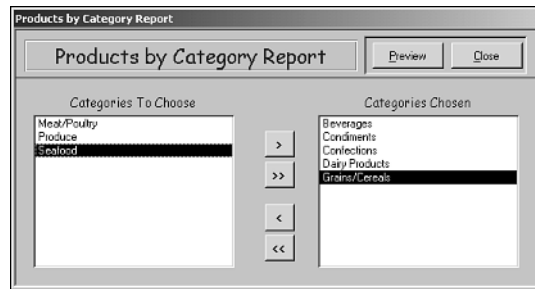 Products by Category Report
Products by Category Report
Preview
Close
Categories To Choose
Meat/Poultry
Produce
Seafood
>
>>
<
<<
Categories Chosen
Beverages
Condiments
Confections
Dairy Products
Grains/Cereals